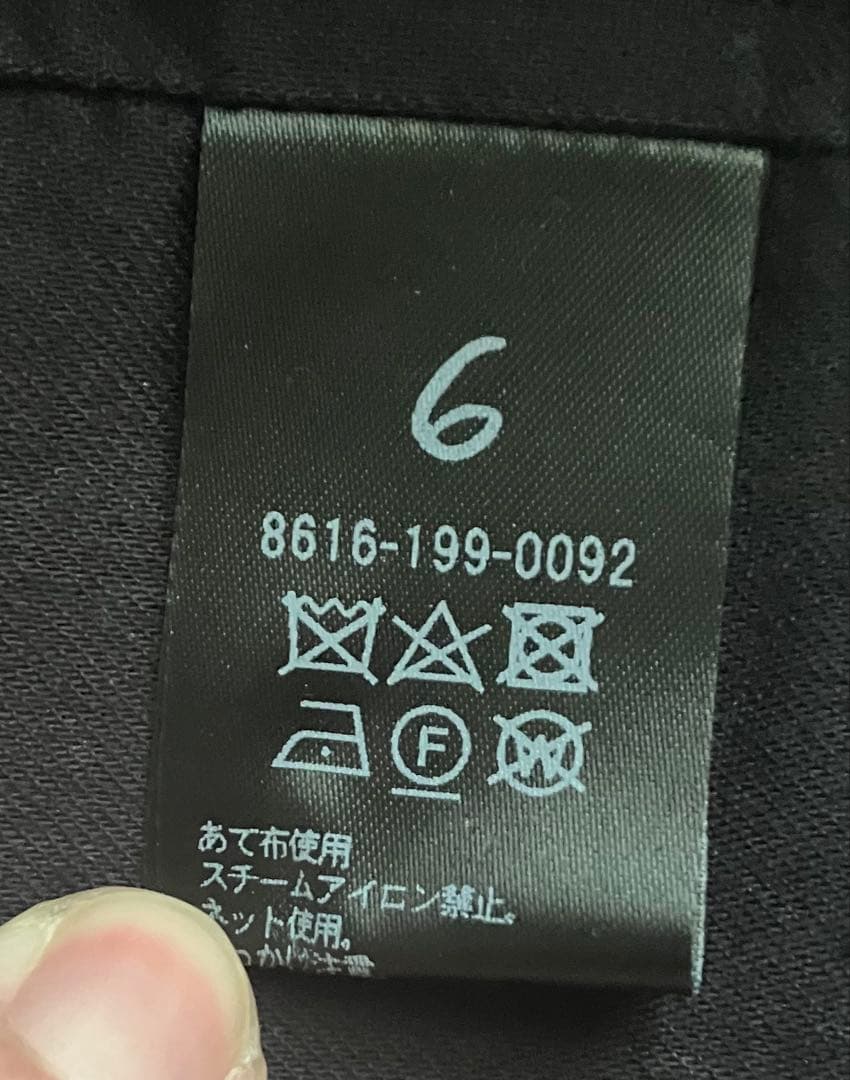 6
8616-199-0092
F
W
あて布使用
スチームアイロン禁止。
ネット使用。